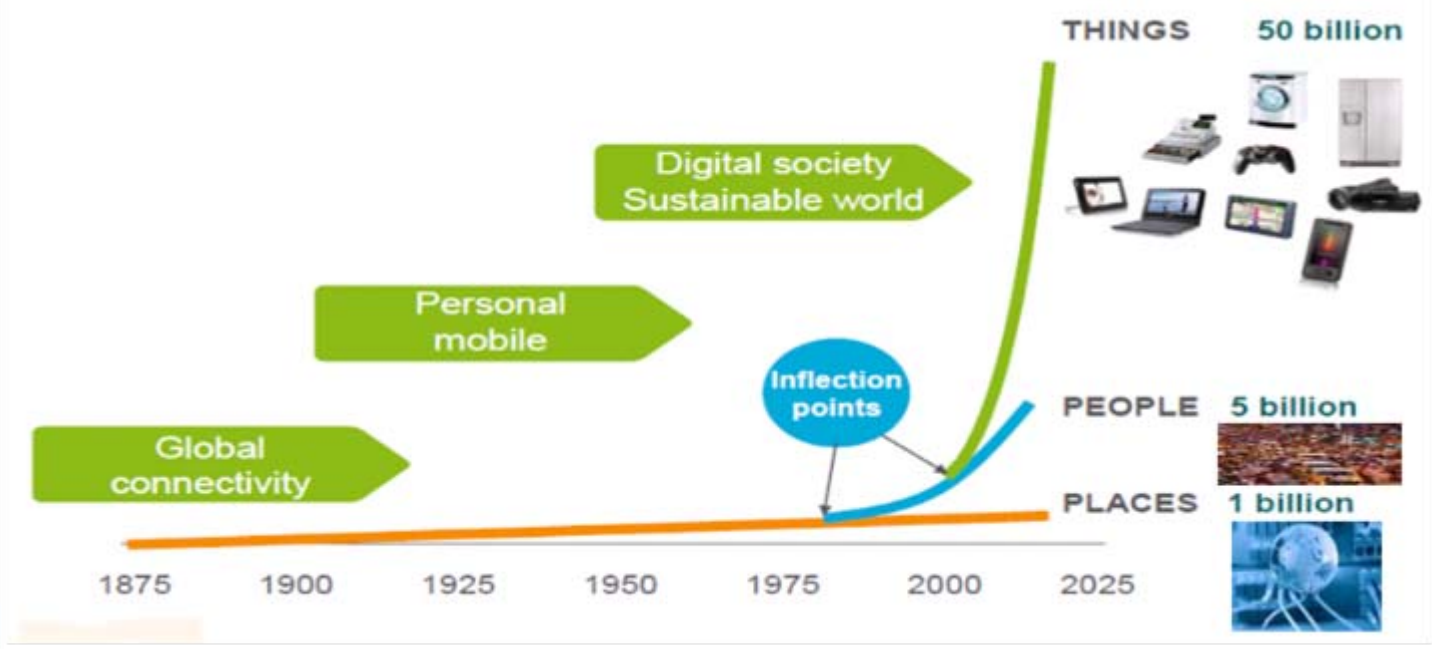 THINGS 50 billion
Digital society
Sustainable world
Personal
mobile
Inflection
points
PEOPLE 5 billion
Global
connectivity
PLACES 1 billion
1875 1900 1925 1950 1975 2000 2025